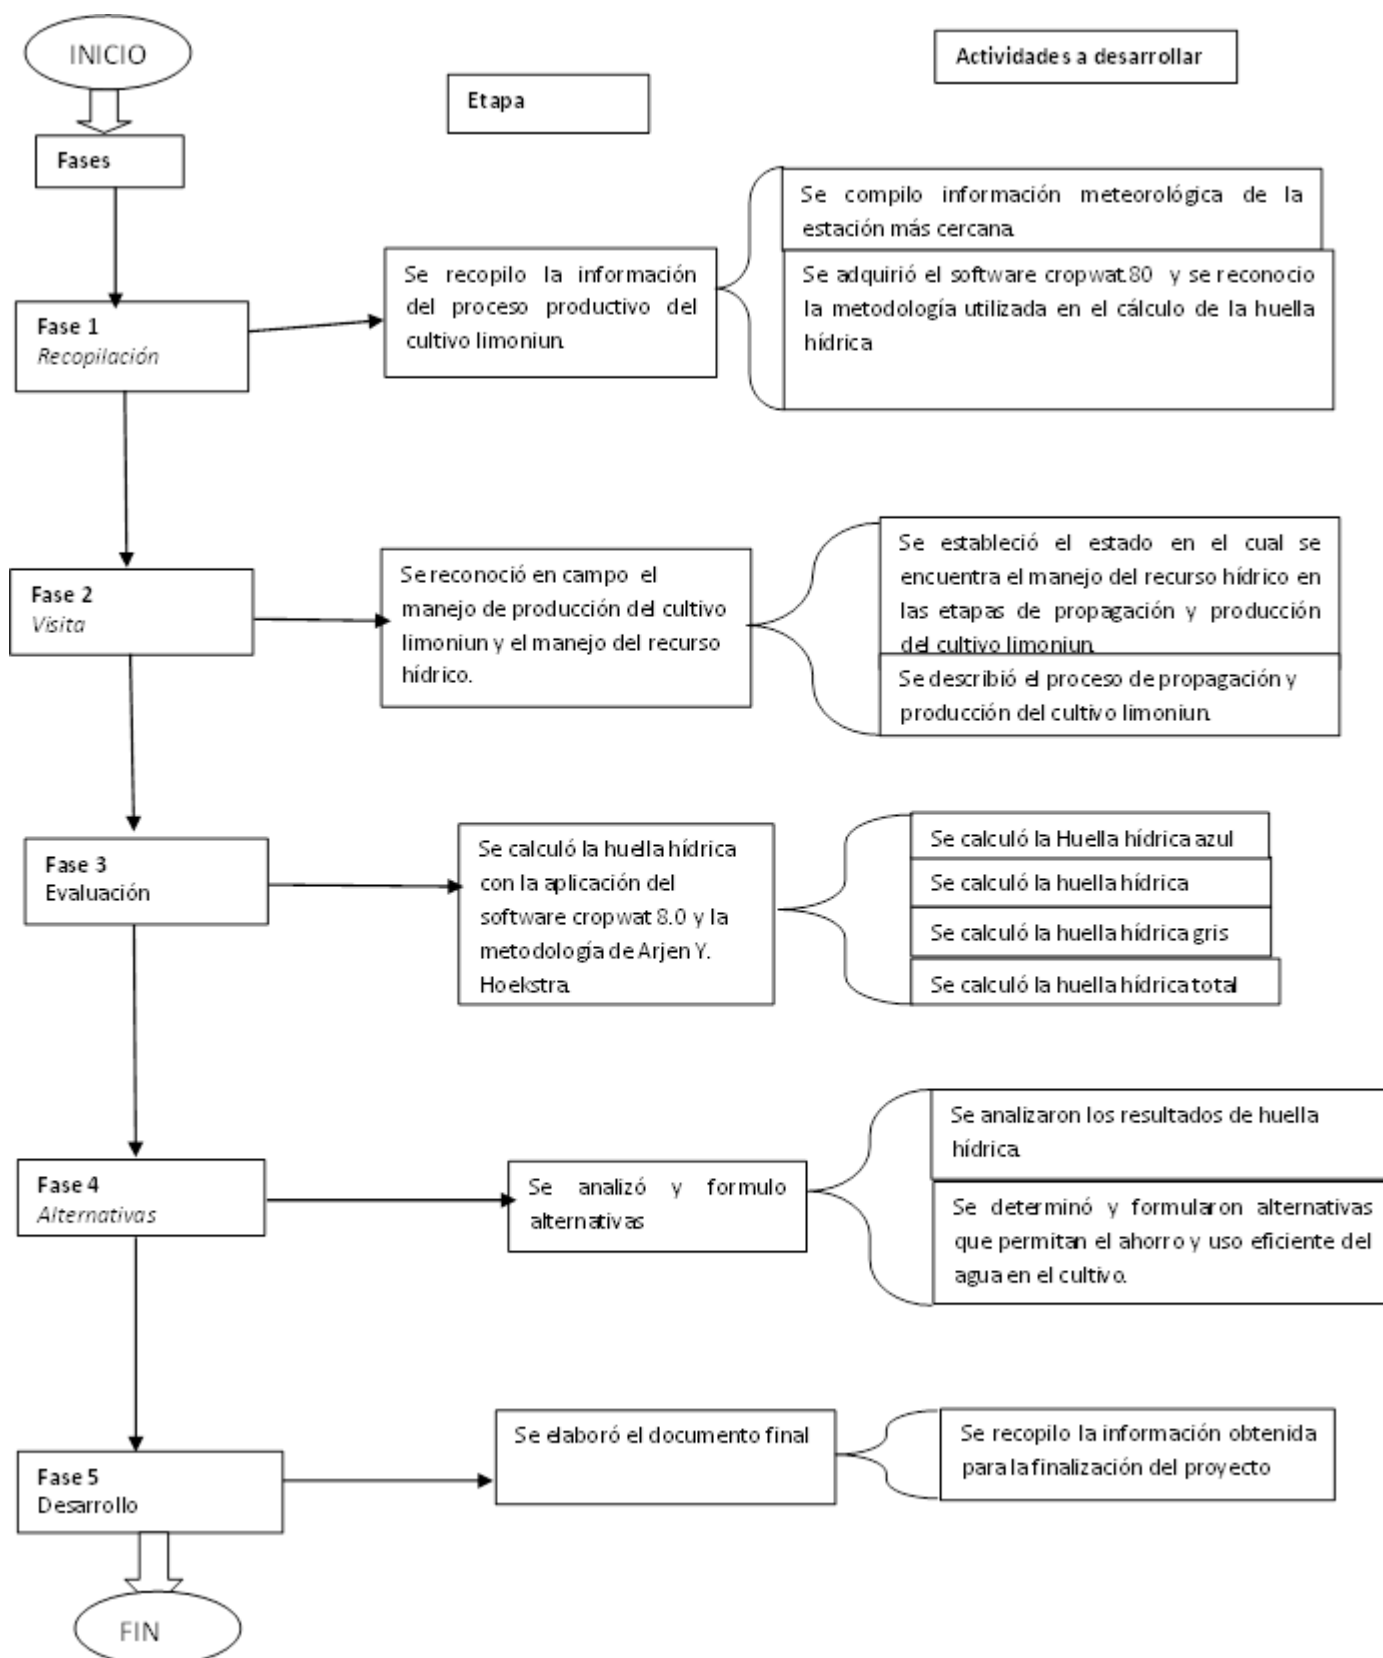 INICIO
Actividades a desarrollar
Etapa
Fases
Se compilo información meteorológica de la
estación más cercana.
Se recopilo la información
del proceso productivo del
cultivo limoniun.
Se adquirió el software cropwat.80 y se reconocio
la metodología utilizada en el cálculo de la huella
hídrica
Fase 1
Recopilación
Se estableció el estado en el cual se
encuentra el manejo del recurso hídrico en
las etapas de propagación y producción
del cultivo limoniun.
Se reconoció en campo el
manejo de producción del cultivo
limoniun y el manejo del recurso
hídrico.
Fase 2
Visita
Se describió el proceso de propagación y
producción del cultivo limoniun.
Fase 3
Evaluación
Se calculó la huella hídrica
con la aplicación del
software cropwat 8.0 y la
metodología de Arjen Y.
Hoekstra.
Se calculó la Huella hídrica azul
Se calculó la huella hídrica
Se calculó la huella hídrica gris
Se calculó la huella hídrica total
Fase 4
Alternativas
Se analizó y formulo
alternativas
Se analizaron los resultados de huella
hídrica.
Se determinó y formularon alternativas
que permitan el ahorro y uso eficiente del
agua en el cultivo.
Fase 5
Desarrollo
Se elaboró el documento final
Se recopilo la información obtenida
para la finalización del proyecto
FIN